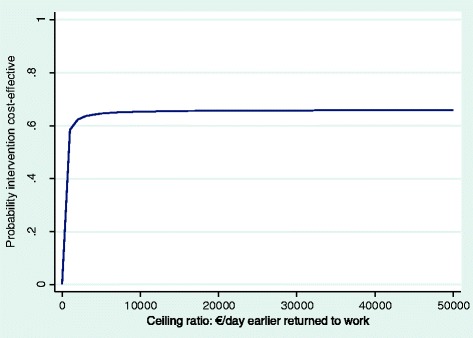 Probability intervention cost-effective
1
.8
.6
.4
.2
0
0 10000 20000 30000 40000 50000
Ceiling ratio: €/day earlier returned to work